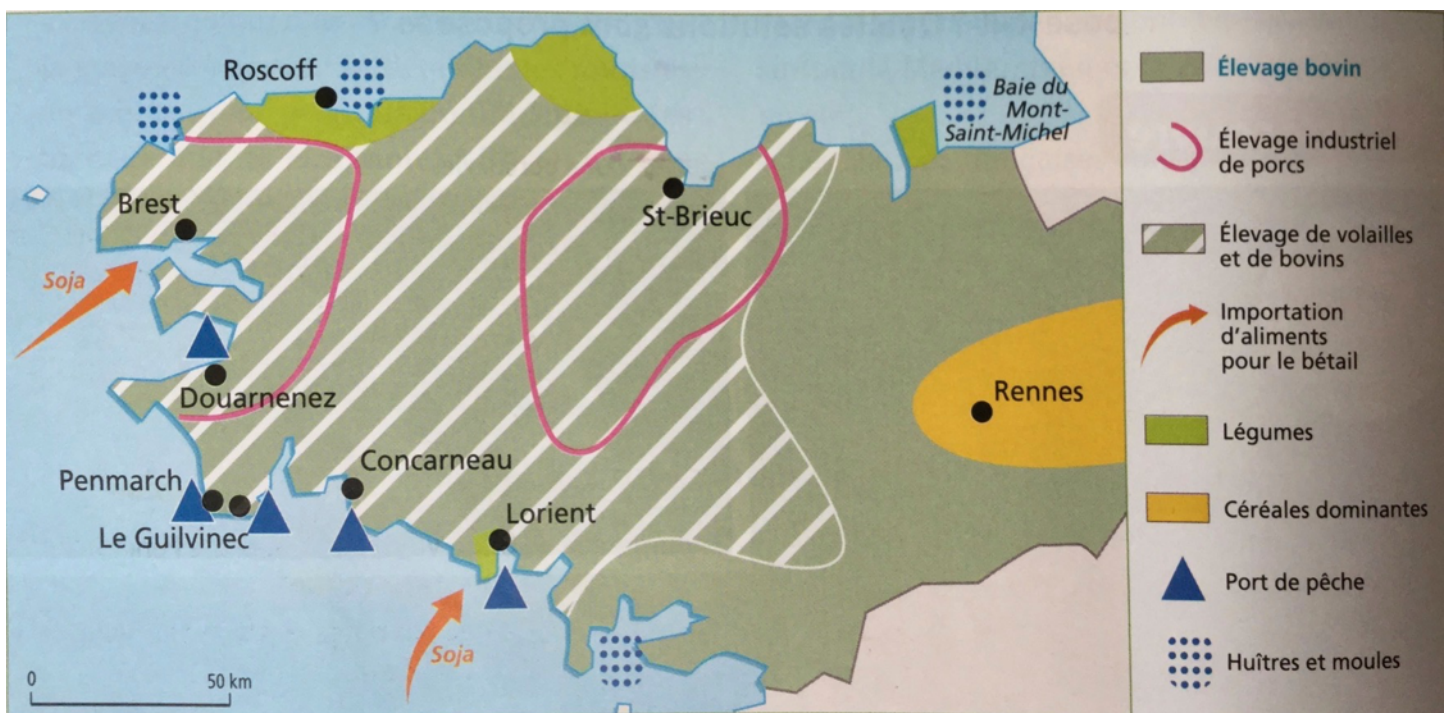 Roscoff
Baie du
Mont-
Saint-Michel
Brest
St-Brieuc
Soja
Douarnenez
Rennes
Concarneau
Penmarch
Lorient
Le Guilvinec
Soja
0 50 km
Élevage bovin
Élevage industriel
de porcs
Élevage de volailles
et de bovins
Importation
d'aliments
pour le bétail
Légumes
Céréales dominantes
Port de pêche
Huîtres et moules